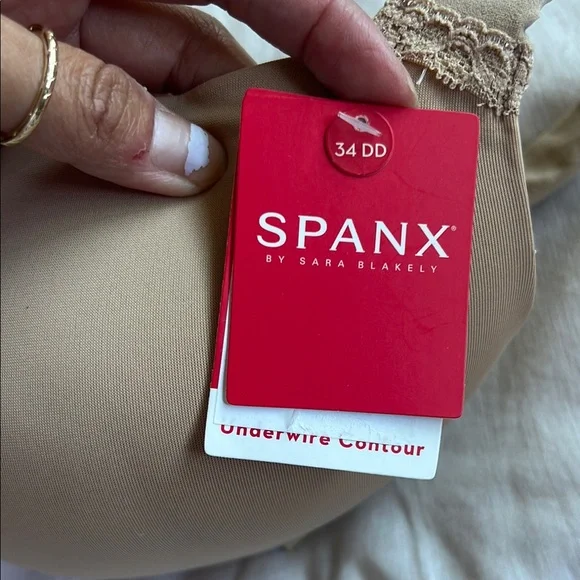 34 DD
SPANX®
BY SARA BLAKELY
Underwire Contour